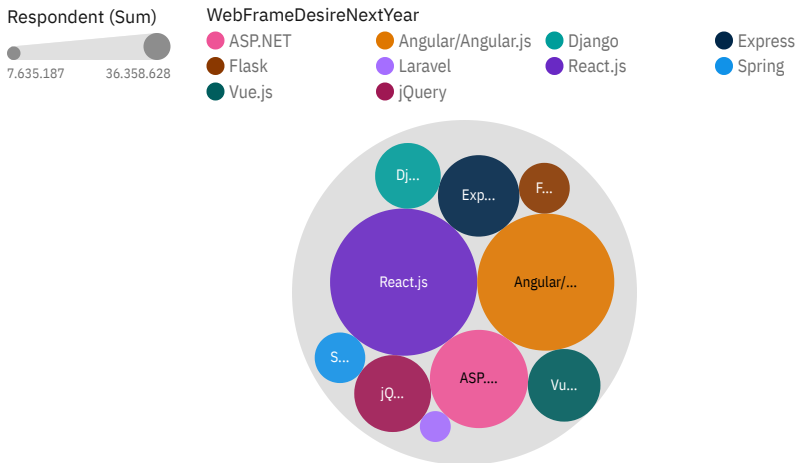 Respondent (Sum)
7.635.187 36.358.628
WebFrameDesireNextYear
ASP.NET Angular/Angular.js Django Express
Flask Laravel React.js Spring
Vue.js jQuery
Dj... Exp... F...
React.js Angular/...
S... jQ... ASP.... Vu...